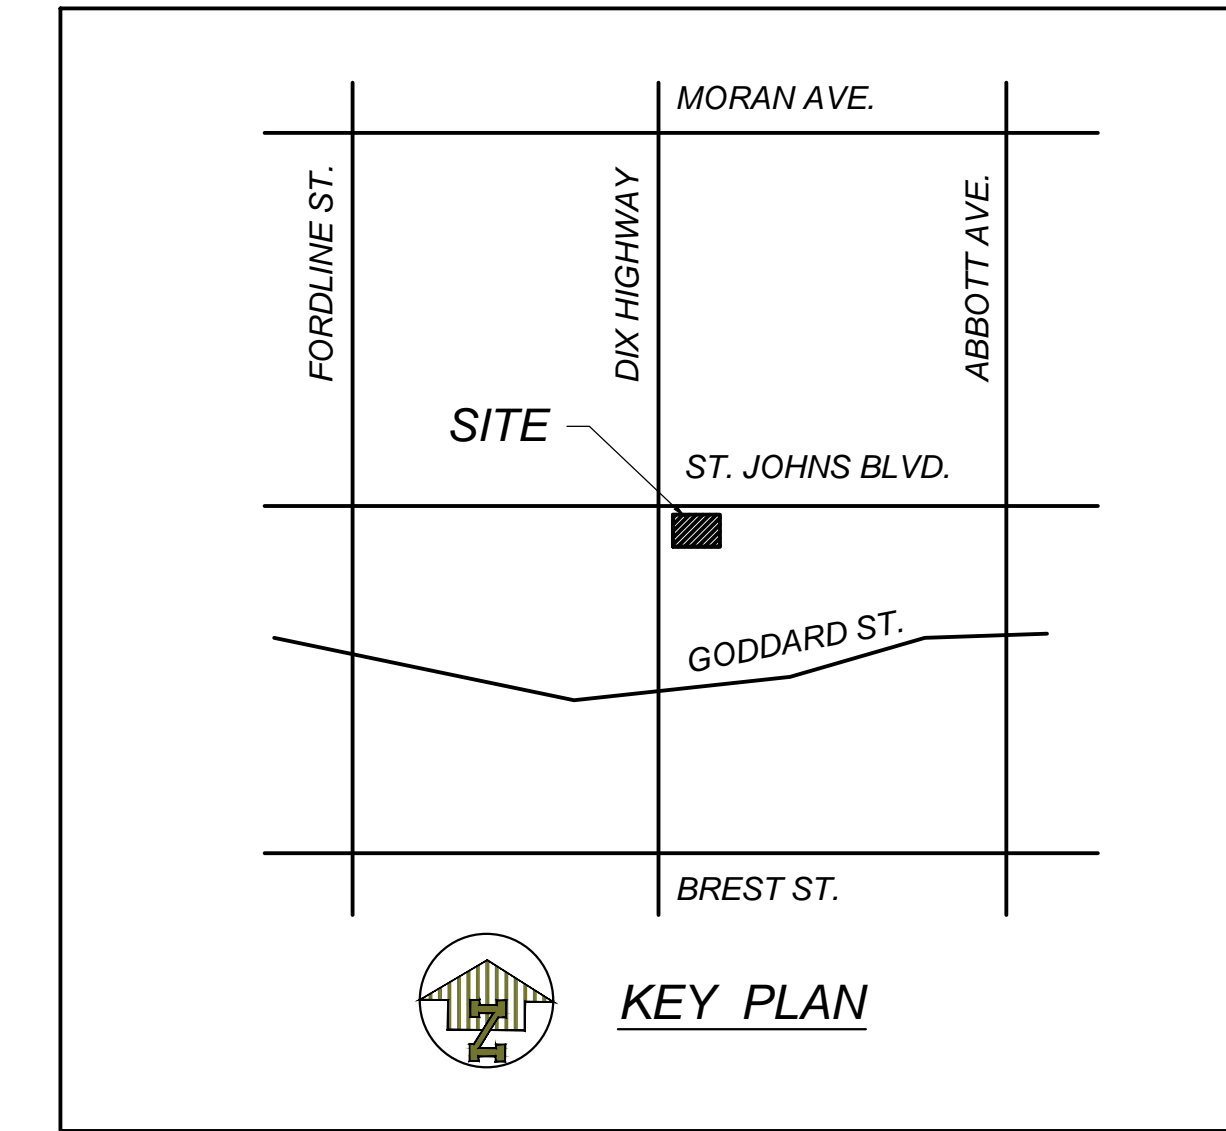 MORAN AVE.
FORDLINE ST.
DIX HIGHWAY
ABBOTT AVE.
SITE
ST. JOHNS BLVD.
GODDARD ST.
BREST ST.
N
KEY PLAN